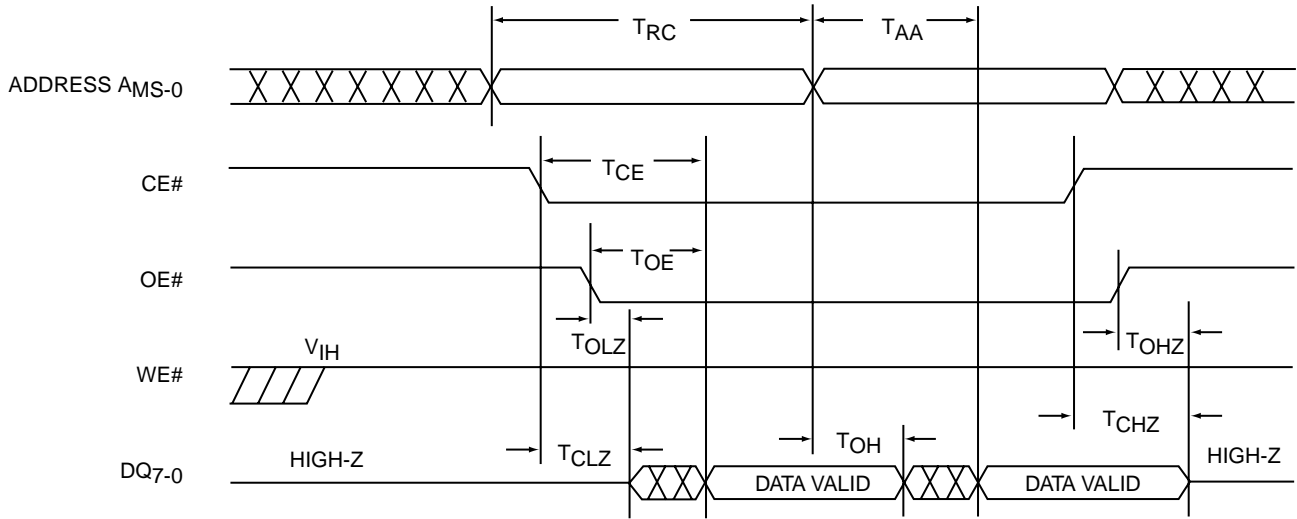 TRC
TAA
ADDRESS AMS-0
TCE
CE#
TOE
OE#
TOLZ
TOHZ
VIH
WE#
TCHZ
TCLZ
TOH
HIGH-Z
HIGH-Z
DQ7-0
DATA VALID
DATA VALID